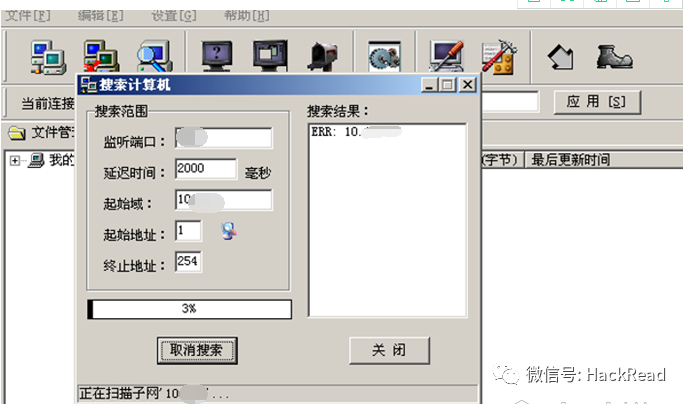 文件[F] 编辑[E] 设置[G] 帮助[H]
搜索计算机
当前连接
应 用 [S]
文件管
我的
(字节) 最后更新时间
搜索范围
监听端口：
延迟时间： 2000 毫秒
起始域： 10
起始地址： 1
终止地址： 254
3%
取消搜索
搜索结果：
ERR: 10.
关 闭
正在扫描子网'10 '...
微信号: HackRead